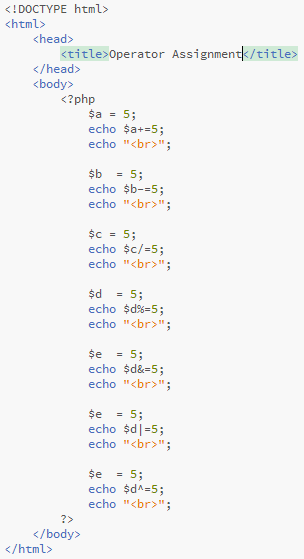 <!DOCTYPE html>
<html>
    <head>
        <title>Operator Assignment</title>
    </head>
    <body>
        <?php
            $a = 5;
            echo $a+=5;
            echo "<br>";

            $b  = 5;
            echo $b-=5;
            echo "<br>";

            $c = 5;
            echo $c/=5;
            echo "<br>";

            $d  = 5;
            echo $d%=5;
            echo "<br>";

            $e  = 5;
            echo $d&=5;
            echo "<br>";

            $e  = 5;
            echo $d|=5;
            echo "<br>";

            $e  = 5;
            echo $d^=5;
            echo "<br>";
        ?>
    </body>
</html>